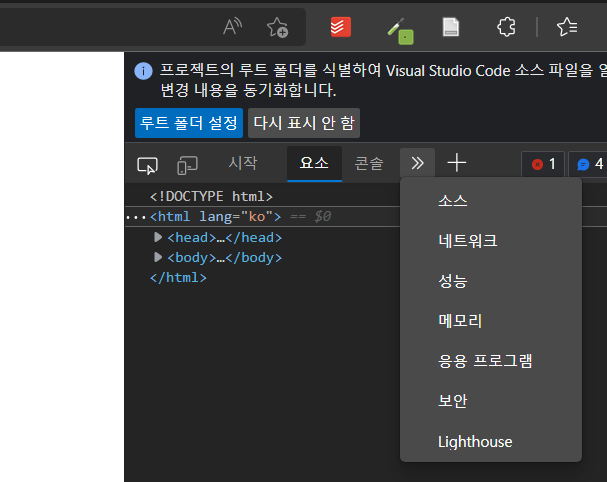 프로젝트의 루트 폴더를 식별하여 Visual Studio Code 소스 파일을 열
변경 내용을 동기화합니다.
루트 폴더 설정 다시 표시 안 함
시작 요소 콘솔 1 4
<!DOCTYPE html>
…<html lang="ko"> == $0
<head>…</head>
<body>…</body>
</html>
소스
네트워크
성능
메모리
응용 프로그램
보안
Lighthouse